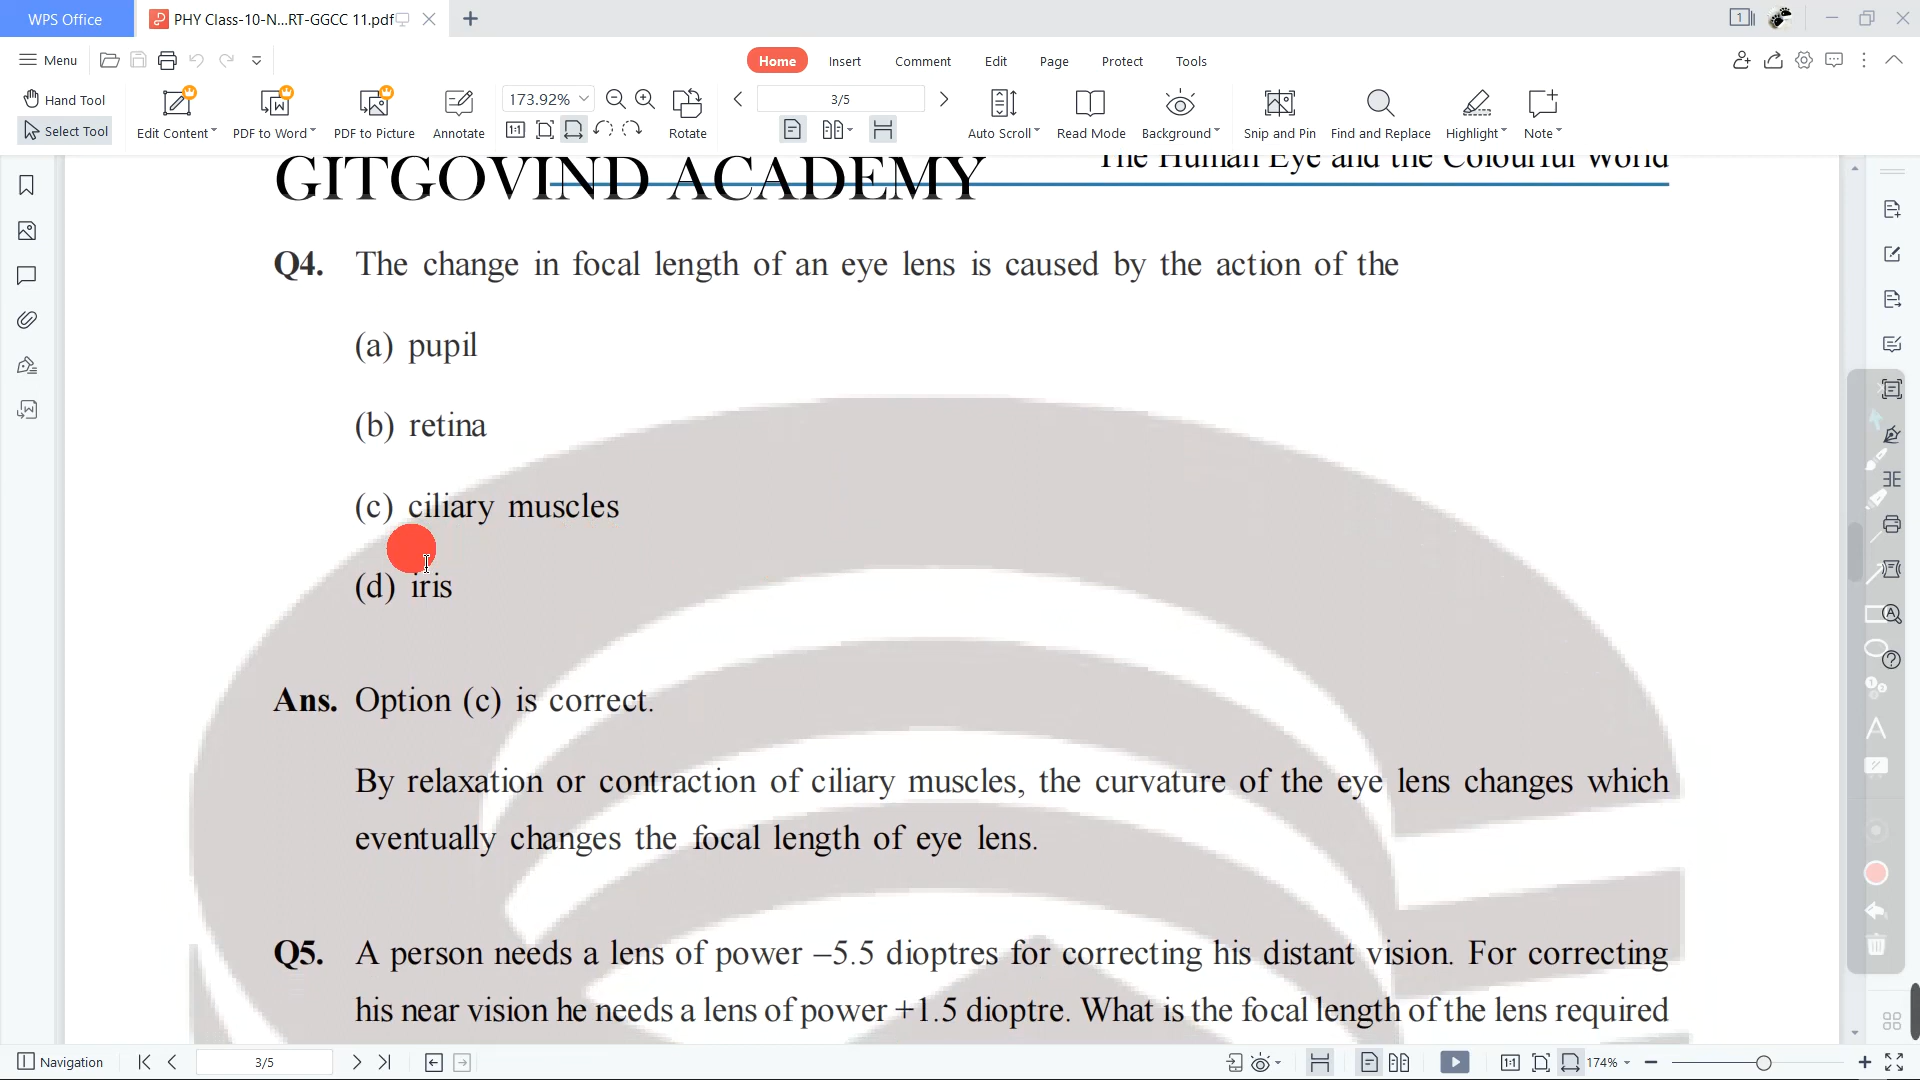 WPS Office
PHY Class-10-N...RT-GGCC 11.pdf
Menu
Home Insert Comment Edit Page Protect Tools
Hand Tool
Select Tool
Edit Content PDF to Word PDF to Picture Annotate
173.92%
3/5
Rotate
Auto Scroll Read Mode Background Snip and Pin Find and Replace Highlight Note
GITGOVIND ACADEMY
The Human Eye and the Colourful World
Q4. The change in focal length of an eye lens is caused by the action of the
(a) pupil
(b) retina
(c) ciliary muscles
(d) iris
Ans. Option (c) is correct.
By relaxation or contraction of ciliary muscles, the curvature of the eye lens changes which
eventually changes the focal length of eye lens.
Q5. A person needs a lens of power –5.5 dioptres for correcting his distant vision. For correcting
his near vision he needs a lens of power +1.5 dioptre. What is the focal length of the lens required
Navigation 3/5 174%